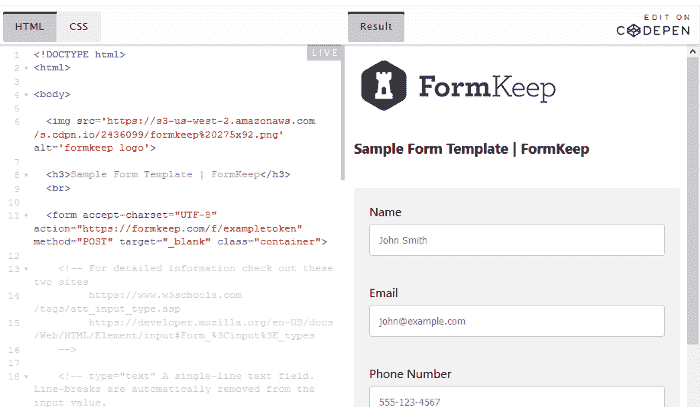 HTML
CSS
Result
EDIT ON
CODEPEN
LIVE
1 <!DOCTYPE html>
2 <html>
3
4 <body>
5
6 <img src='https://s3-us-west-2.amazonaws.com
/s.cdpn.io/2436099/formkeep%20275x92.png'
alt='formkeep logo'>
7
8 <h3>Sample Form Template | FormKeep</h3>
9 <br>
10
11 <form accept-charset="UTF-8"
action="https://formkeep.com/f/exampletoken"
method="POST" target="_blank" class="container">
12
13 <!-- For detailed information check out these
two sites
14 https://www.w3schools.com
/tags/att_input_type.asp
15 https://developer.mozilla.org/en-US/docs
/Web/HTML/Element/input#Form_%3Cinput%3E_types
16 -->
17
18 <!-- type="text" A single-line text field.
Line-breaks are automatically removed from the
input value.
FormKeep
Sample Form Template | FormKeep
Name
John Smith
Email
john@example.com
Phone Number
555-123-4567